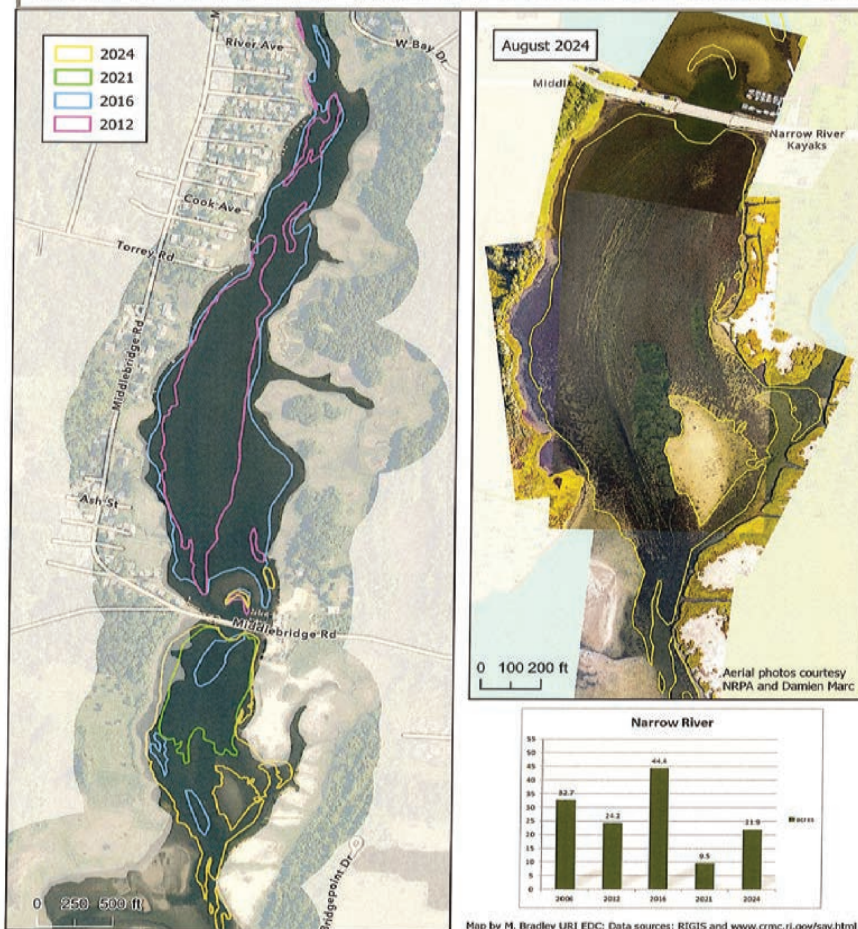 2024
2021
2016
2012
River Ave
W Bay Dr
Cook Ave
Torrey Rd
Middlebridge Rd
Ash St
Middlebridge Rd
Bridgepoint Dr
0 250 500 ft
August 2024
Middle
Narrow River
Kayaks
0 100 200 ft
Aerial photos courtesy
NRPA and Damien Marc
Narrow River
55
50
45
40
35
30
25
20
15
10
5
0
32.7
24.2
44.4
9.5
21.9
acres
2006
2012
2016
2021
2024
Map by M. Bradley URI EDC; Data sources: RIGIS and www.crmc.ri.gov/sav.html